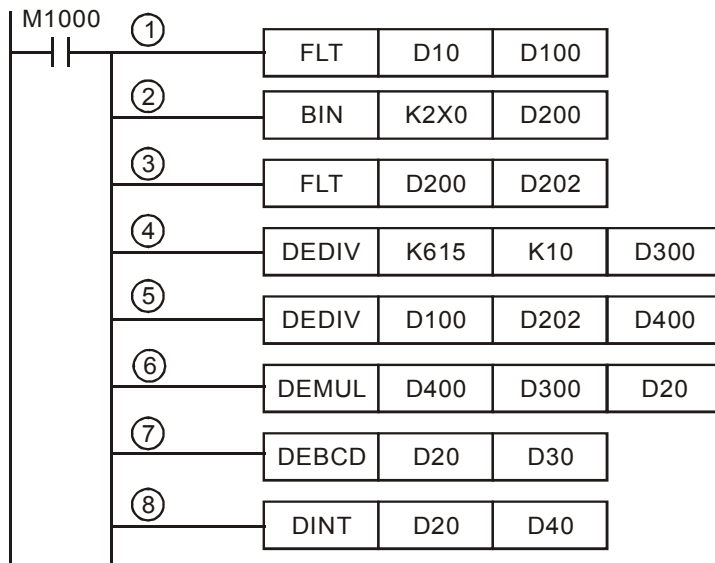 M1000
1 FLT D10 D100
2 BIN K2X0 D200
3 FLT D200 D202
4 DEDIV K615 K10 D300
5 DEDIV D100 D202 D400
6 DEMUL D400 D300 D20
7 DEBCD D20 D30
8 DINT D20 D40